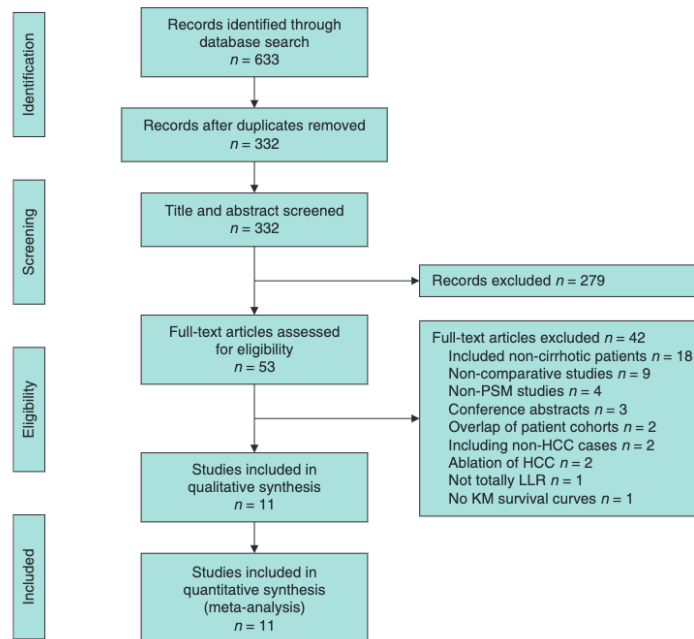 Identification
Records identified through
database search
n = 633
Records after duplicates removed
n = 332
Screening
Title and abstract screened
n = 332
Records excluded n = 279
Eligibility
Full-text articles assessed
for eligibility
n = 53
Full-text articles excluded n = 42
Included non-cirrhotic patients n = 18
Non-comparative studies n = 9
Non-PSM studies n = 4
Conference abstracts n = 3
Overlap of patient cohorts n = 2
Including non-HCC cases n = 2
Ablation of HCC n = 2
Not totally LLR n = 1
No KM survival curves n = 1
Studies included in
qualitative synthesis
n = 11
Included
Studies included in
quantitative synthesis
(meta-analysis)
n = 11